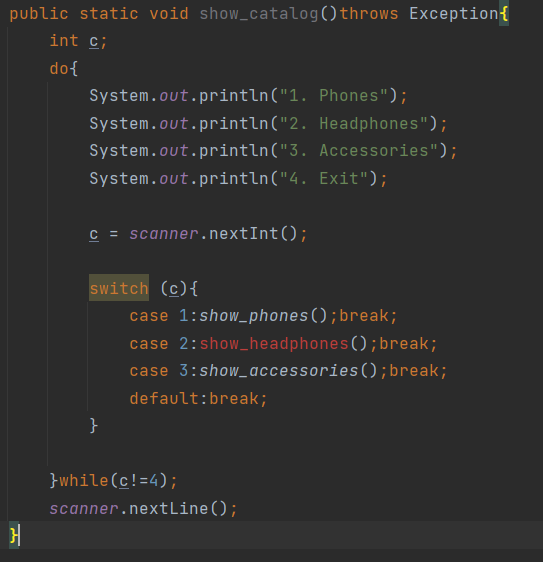 public static void show_catalog()throws Exception{
int c;
do{
System.out.println("1. Phones");
System.out.println("2. Headphones");
System.out.println("3. Accessories");
System.out.println("4. Exit");
c = scanner.nextInt();
switch (c){
case 1:show_phones();break;
case 2:show_headphones();break;
case 3:show_accessories();break;
default:break;
}
}while(c!=4);
scanner.nextLine();
}